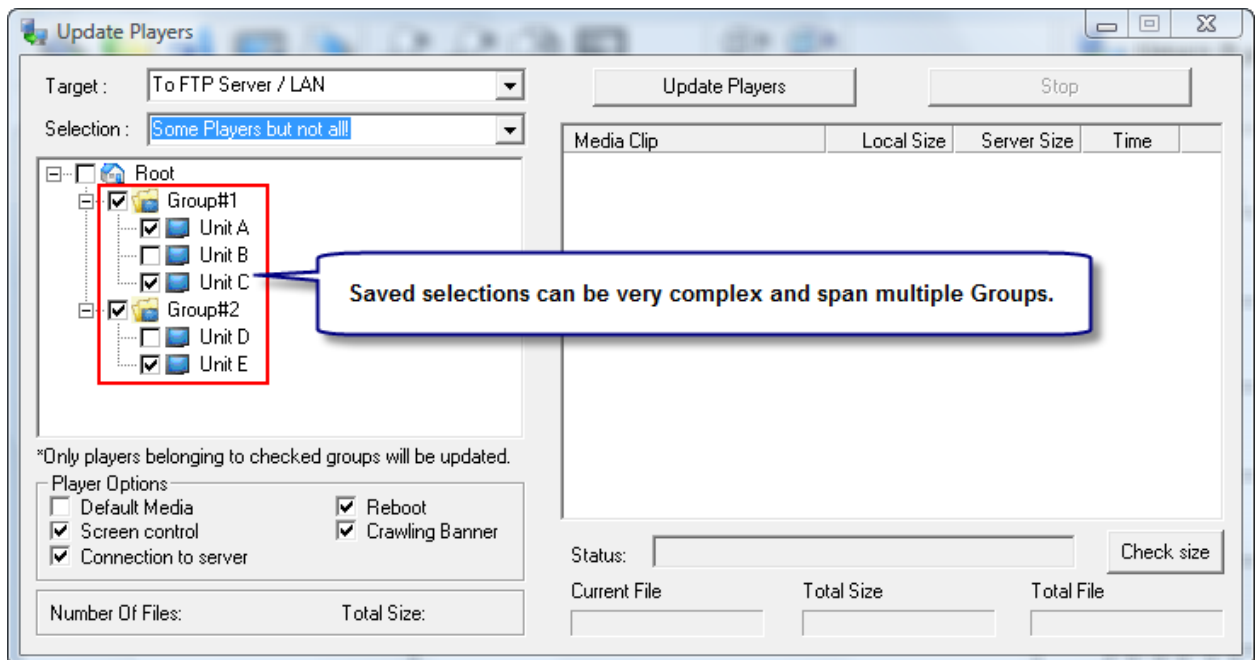 Update Players
Target :
To FTP Server / LAN
Selection :
Some Players but not all!
Root
Group#1
Unit A
Unit B
Unit C
Group#2
Unit D
Unit E
*Only players belonging to checked groups will be updated.
Player Options
Default Media
Reboot
Screen control
Crawling Banner
Connection to server
Number Of Files:
Total Size:
Update Players
Stop
Media Clip
Local Size
Server Size
Time
Saved selections can be very complex and span multiple Groups.
Status:
Check size
Current File
Total Size
Total File